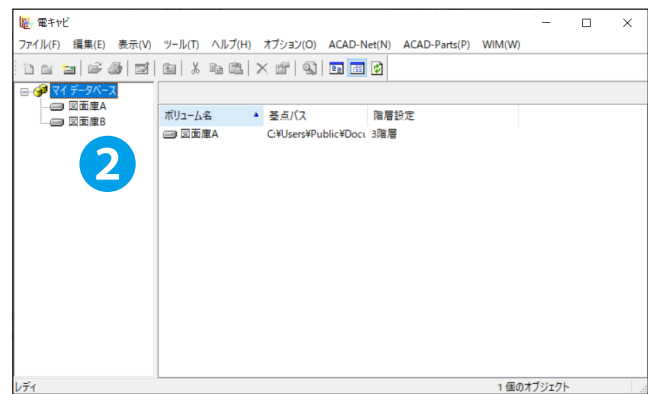 電キャビ
ファイル(F) 編集(E) 表示(V) ツール(T) ヘルプ(H) オプション(O) ACAD-Net(N) ACAD-Parts(P) WIM(W)
マイ データベース
図面庫A
図面庫B
2
ボリューム名 基点パス 階層設定
図面庫A C:¥Users¥Public¥Docu 3階層
レディ 1 個のオブジェクト